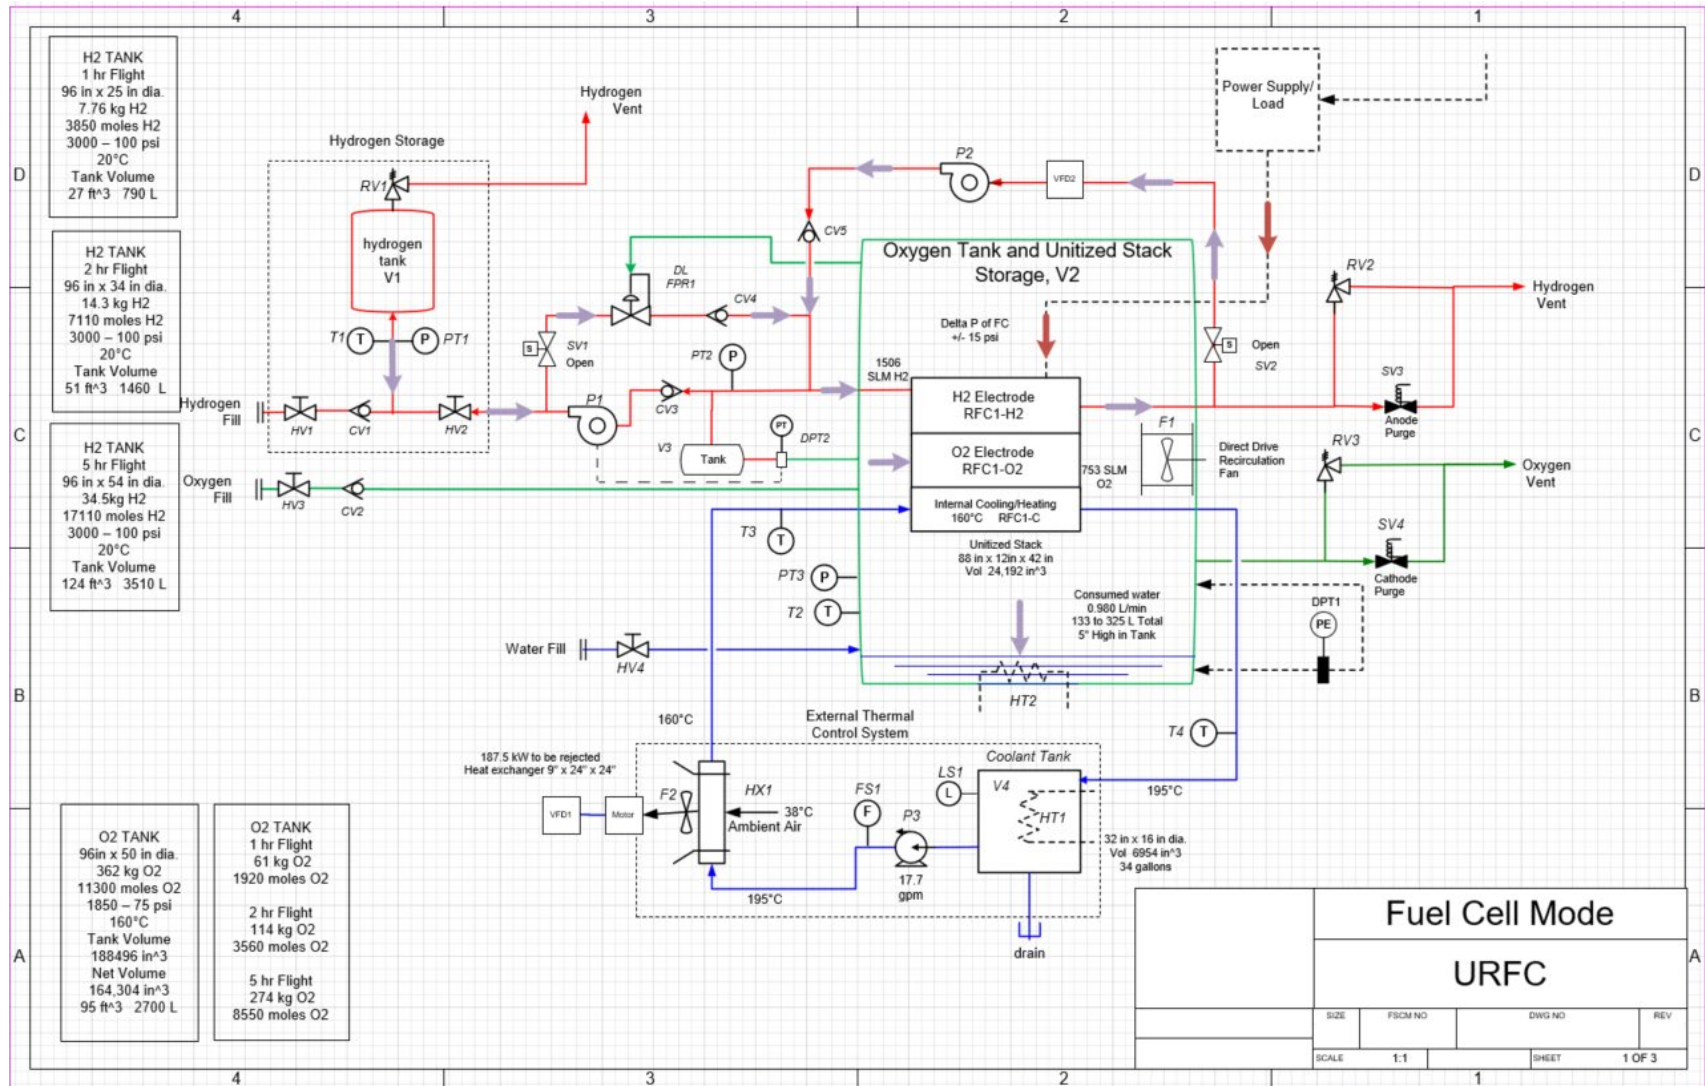 4
3
2
1
D
C
B
A
D
C
B
A
4
3
2
1
H2 TANK
1 hr Flight
96 in x 25 in dia.
7.76 kg H2
3850 moles H2
3000 – 100 psi
20°C
Tank Volume
27 ft^3 790 L
H2 TANK
2 hr Flight
96 in x 34 in dia.
14.3 kg H2
7110 moles H2
3000 – 100 psi
20°C
Tank Volume
51 ft^3 1460 L
H2 TANK
5 hr Flight
96 in x 54 in dia.
34.5kg H2
17110 moles H2
3000 – 100 psi
20°C
Tank Volume
124 ft^3 3510 L
O2 TANK
96in x 50 in dia.
362 kg O2
11300 moles O2
1850 – 75 psi
160°C
Tank Volume
188496 in^3
Net Volume
164,304 in^3
95 ft^3 2700 L
O2 TANK
1 hr Flight
61 kg O2
1920 moles O2
2 hr Flight
114 kg O2
3560 moles O2
5 hr Flight
274 kg O2
8550 moles O2
Hydrogen Storage
Hydrogen
Vent
RV1
hydrogen
tank
V1
T1
T
P
PT1
Hydrogen
Fill
HV1
CV1
HV2
Oxygen
Fill
HV3
CV2
S
SV1
Open
DL
FPR1
CV4
CV5
P1
CV3
PT2
P
V3
Tank
PT
DPT2
P2
VFD2
Power Supply/
Load
Oxygen Tank and Unitized Stack
Storage, V2
Delta P of FC
+/- 15 psi
1506
SLM H2
H2 Electrode
RFC1-H2
O2 Electrode
RFC1-O2
Internal Cooling/Heating
160°C RFC1-C
Unitized Stack
88 in x 12in x 42 in
Vol 24,192 in^3
753 SLM
O2
F1
Direct Drive
Recirculation
Fan
S
Open
SV2
RV2
Hydrogen
Vent
SV3
Anode
Purge
RV3
Oxygen
Vent
SV4
Cathode
Purge
DPT1
PE
T3
T
PT3
P
T2
T
Water Fill
HV4
Consumed water
0.980 L/min
133 to 325 L Total
5" High in Tank
HT2
160°C
External Thermal
Control System
187.5 kW to be rejected
Heat exchanger 9" x 24" x 24"
VFD1
Motor
F2
HX1
38°C
Ambient Air
195°C
FS1
F
P3
17.7
gpm
LS1
L
Coolant Tank
V4
HT1
32 in x 16 in dia.
Vol 6954 in^3
34 gallons
T4
T
195°C
drain
Fuel Cell Mode
URFC
SIZE
FSCM NO
DWG NO
REV
SCALE
1:1
SHEET
1 OF 3